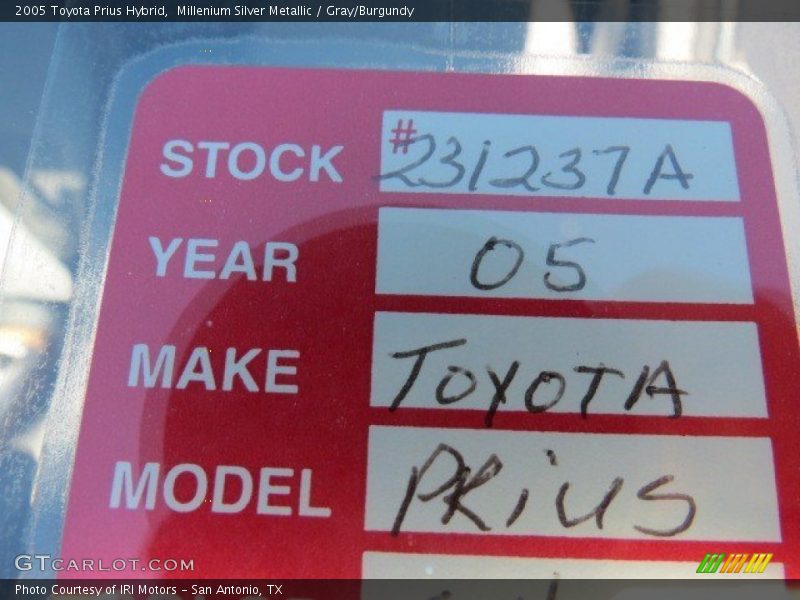 2005 Toyota Prius Hybrid,  Millenium Silver Metallic / Gray/Burgundy
STOCK #231237A
YEAR 05
MAKE TOYOTA
MODEL PRiUS
GTCARLOT.COM
Photo Courtesy of IRI Motors – San Antonio, TX